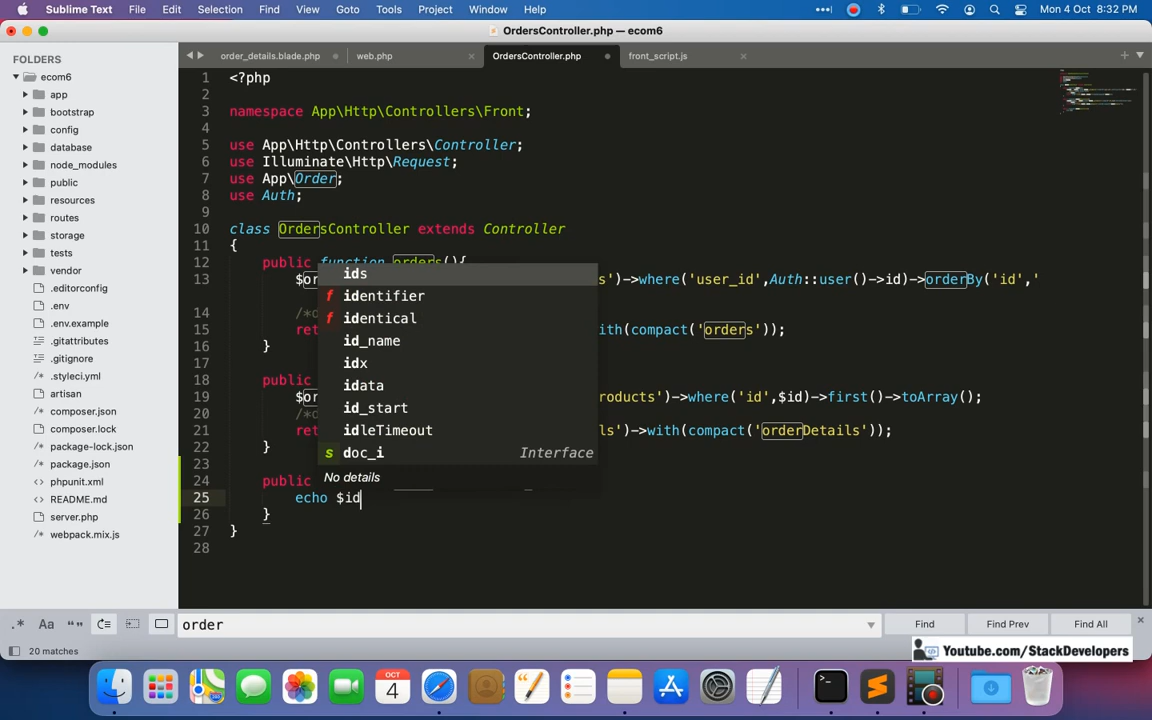 Sublime Text File Edit Selection Find View Goto Tools Project Window Help Mon 4 Oct 8:32 PM
OrdersController.php — ecom6
FOLDERS
ecom6
app
bootstrap
config
database
node_modules
public
resources
routes
storage
tests
vendor
.editorconfig
.env
.env.example
.gitattributes
.gitignore
.styleci.yml
artisan
composer.json
composer.lock
package-lock.json
package.json
phpunit.xml
README.md
server.php
webpack.mix.js
order_details.blade.php web.php OrdersController.php front_script.js
1 <?php
2
3 namespace App\Http\Controllers\Front;
4
5 use App\Http\Controllers\Controller;
6 use Illuminate\Http\Request;
7 use App\Order;
8 use Auth;
9
10 class OrdersController extends Controller
11 {
12 public function orders(){
13 $or s')->where('user_id',Auth::user()->id)->orderBy('id','
14 /*d
15 ret ith(compact('orders'));
16 }
17
18 public
19 $or roducts')->where('id',$id)->first()->toArray();
20 /*d
21 ret ls')->with(compact('orderDetails'));
22 }
23
24 public
25 echo $id
26 }
27 }
28
ids
f identifier
f identical
id_name
idx
idata
id_start
idleTimeout
s doc_i Interface
No details
.* Aa “” order Find Find Prev Find All
20 matches
Youtube.com/StackDevelopers
OCT
4